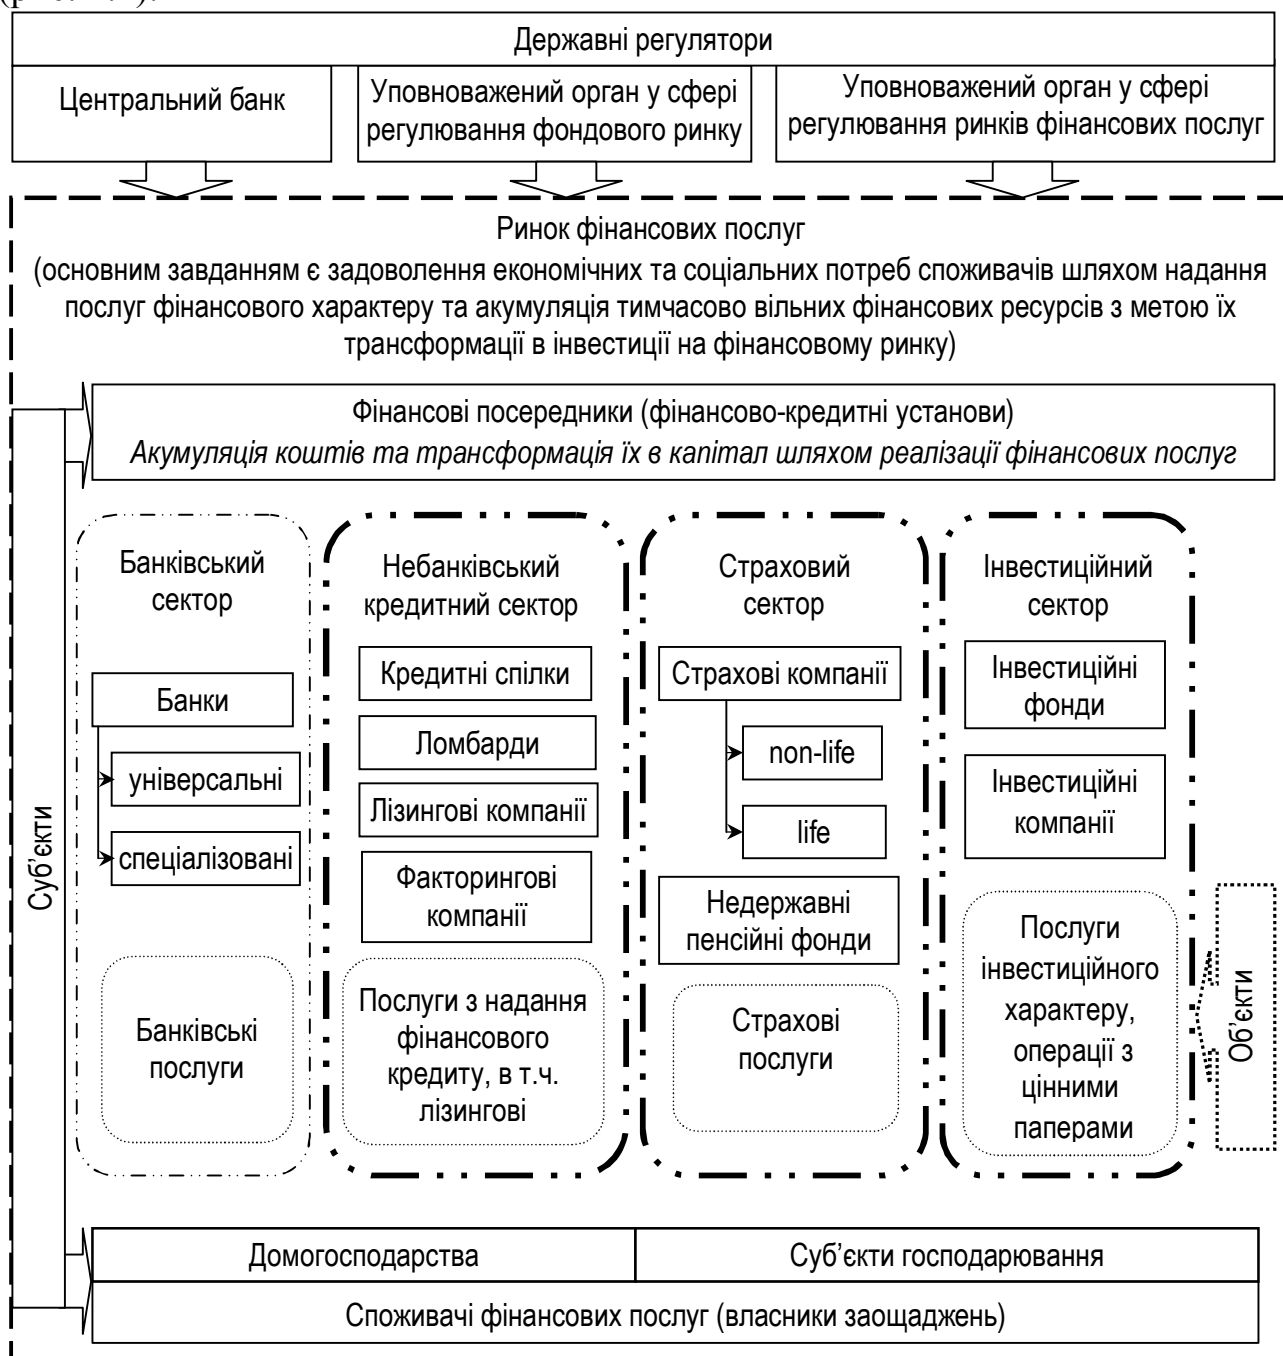 Державні регулятори
Центральний банк
Уповноважений орган у сфері
регулювання фондового ринку
Уповноважений орган у сфері
регулювання ринків фінансових послуг
Ринок фінансових послуг
(основним завданням є задоволення економічних та соціальних потреб споживачів шляхом надання
послуг фінансового характеру та акумуляція тимчасово вільних фінансових ресурсів з метою їх
трансформації в інвестиції на фінансовому ринку)
Фінансові посередники (фінансово-кредитні установи)
Акумуляція коштів та трансформація їх в капітал шляхом реалізації фінансових послуг
Суб’єкти
Банківський
сектор
Банки
універсальні
спеціалізовані
Банківські
послуги
Небанківський
кредитний сектор
Кредитні спілки
Ломбарди
Лізингові компанії
Факторингові
компанії
Послуги з надання
фінансового
кредиту, в т.ч.
лізингові
Страховий
сектор
Страхові компанії
non-life
life
Недержавні
пенсійні фонди
Страхові
послуги
Інвестиційний
сектор
Інвестиційні
фонди
Інвестиційні
компанії
Послуги
інвестиційного
характеру,
операції з
цінними
паперами
Об’єкти
Домогосподарства
Суб’єкти господарювання
Споживачі фінансових послуг (власники заощаджень)